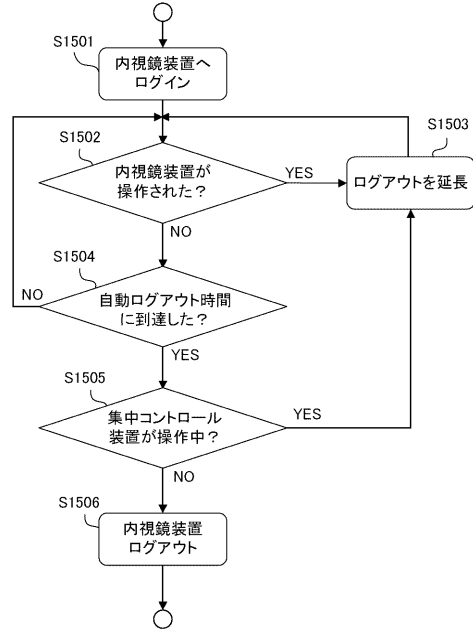 S1501
内視鏡装置へ
ログイン
S1502
内視鏡装置が
操作された？
YES
S1503
ログアウトを延長
NO
S1504
NO
自動ログアウト時間
に到達した？
YES
S1505
集中コントロール
装置が操作中？
YES
NO
S1506
内視鏡装置
ログアウト